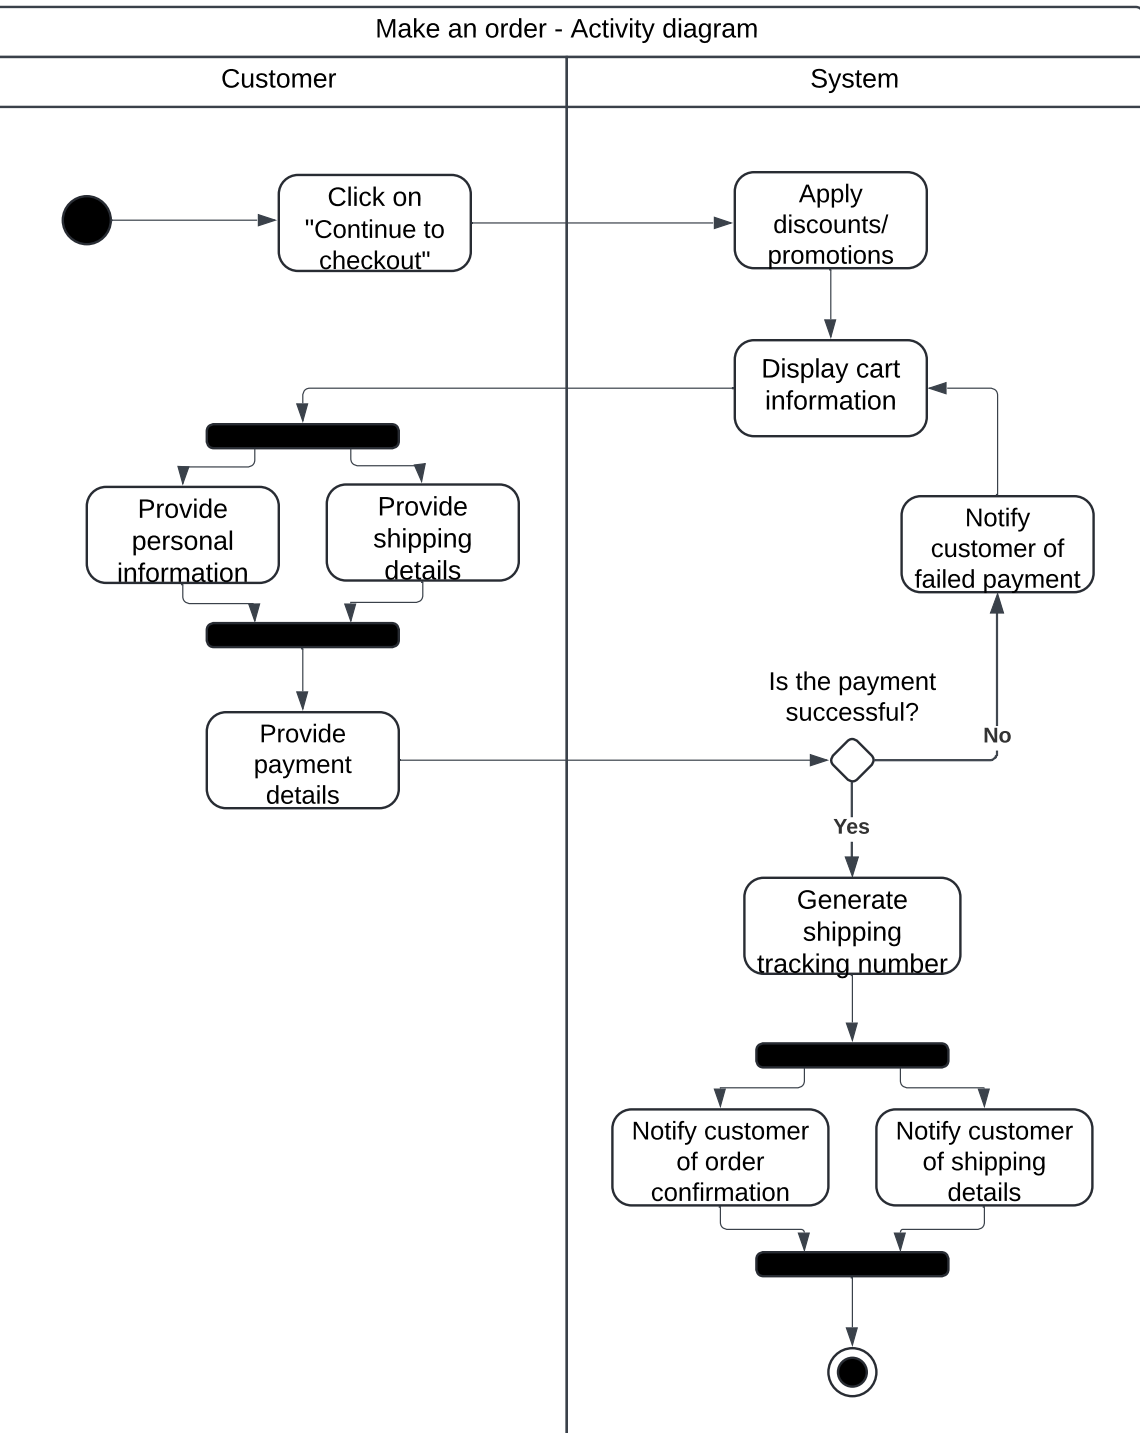 Make an order - Activity diagram
Customer
System
Click on
"Continue to
checkout"
Apply
discounts/
promotions
Display cart
information
Provide
personal
information
Provide
shipping
details
Notify
customer of
failed payment
Is the payment
successful?
No
Provide
payment
details
Yes
Generate
shipping
tracking number
Notify customer
of order
confirmation
Notify customer
of shipping
details